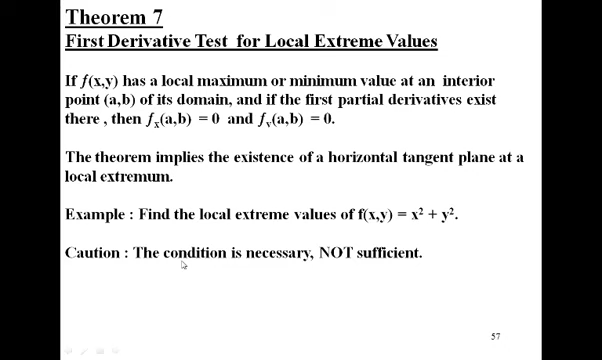 Theorem 7
First Derivative Test for Local Extreme Values
If f(x,y) has a local maximum or minimum value at an interior
point (a,b) of its domain, and if the first partial derivatives exist
there , then fₓ(a,b) = 0 and fᵧ(a,b) = 0.
The theorem implies the existence of a horizontal tangent plane at a
local extremum.
Example : Find the local extreme values of f(x,y) = x² + y².
Caution : The condition is necessary, NOT sufficient.
57